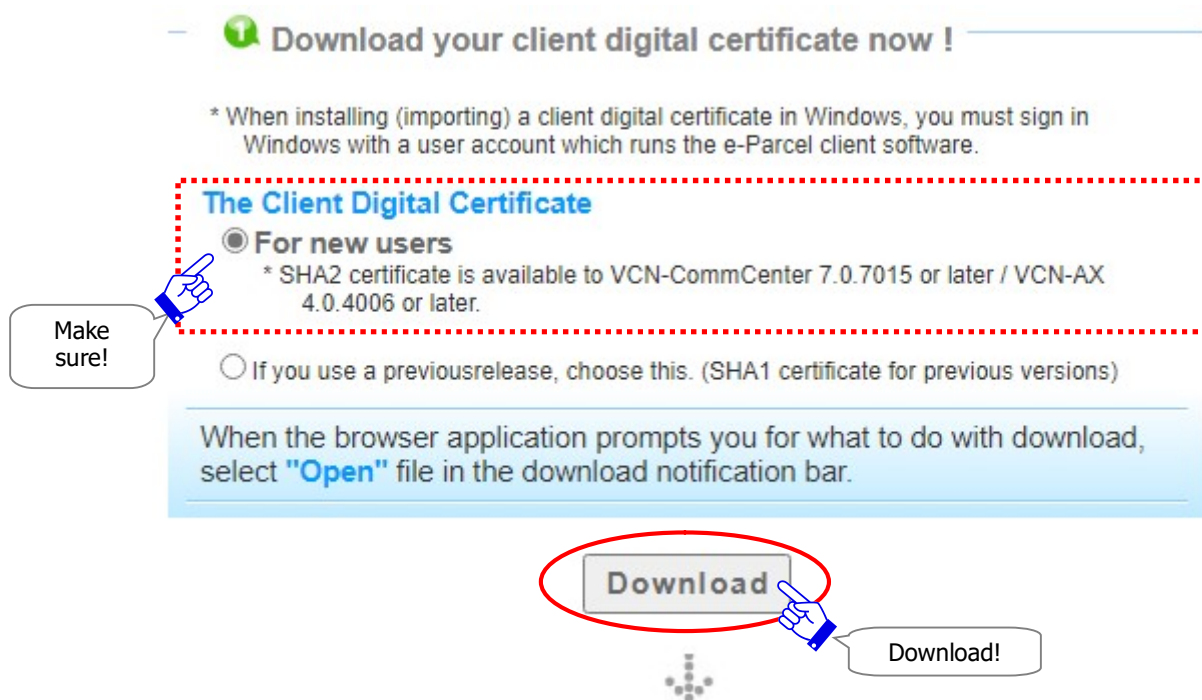 1 Download your client digital certificate now !
* When installing (importing) a client digital certificate in Windows, you must sign in
Windows with a user account which runs the e-Parcel client software.
The Client Digital Certificate
For new users
* SHA2 certificate is available to VCN-CommCenter 7.0.7015 or later / VCN-AX
4.0.4006 or later.
Make
sure!
If you use a previousrelease, choose this. (SHA1 certificate for previous versions)
When the browser application prompts you for what to do with download,
select "Open" file in the download notification bar.
Download
Download!